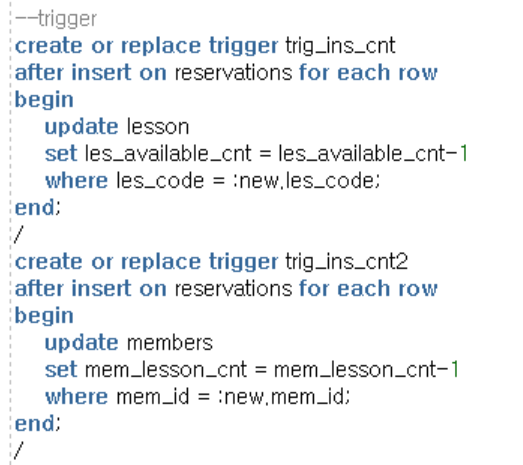 --trigger
create or replace trigger trig_ins_cnt
after insert on reservations for each row
begin
update lesson
set les_available_cnt = les_available_cnt-1
where les_code = :new.les_code;
end;
/
create or replace trigger trig_ins_cnt2
after insert on reservations for each row
begin
update members
set mem_lesson_cnt = mem_lesson_cnt-1
where mem_id = :new.mem_id;
end;
/